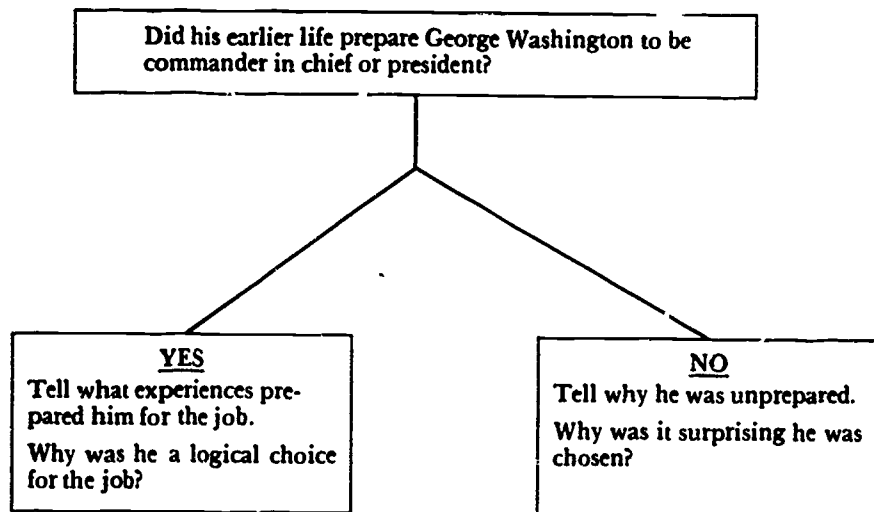 Did his earlier life prepare George Washington to be
commander in chief or president?
YES
Tell what experiences pre-
pared him for the job.
Why was he a logical choice
for the job?
NO
Tell why he was unprepared.
Why was it surprising he was
chosen?